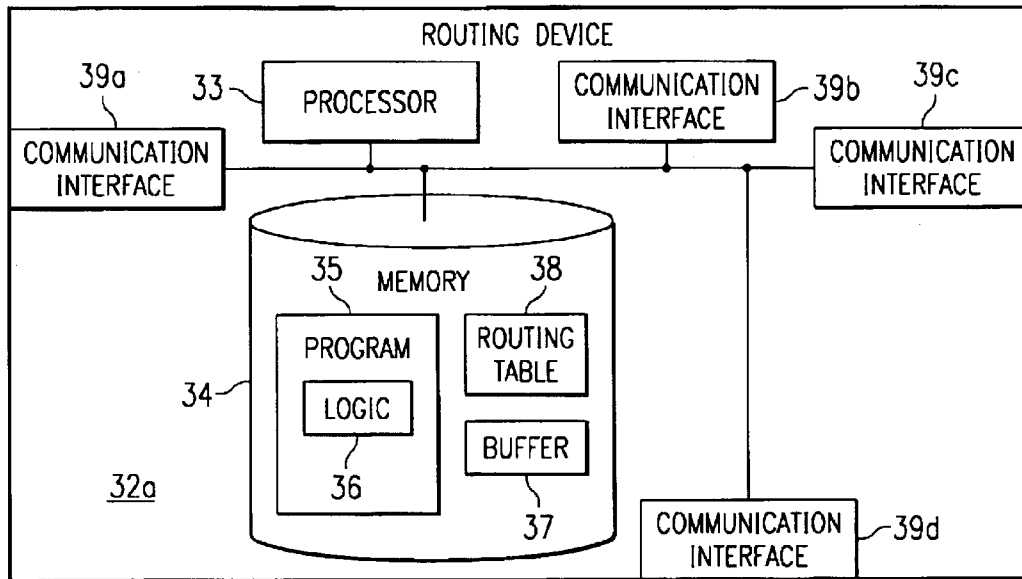 ROUTING DEVICE
39a
33
PROCESSOR
COMMUNICATION
INTERFACE
39b
39c
COMMUNICATION
INTERFACE
COMMUNICATION
INTERFACE
MEMORY
35
38
PROGRAM
ROUTING
TABLE
34
LOGIC
BUFFER
36
37
32a
COMMUNICATION
INTERFACE
39d